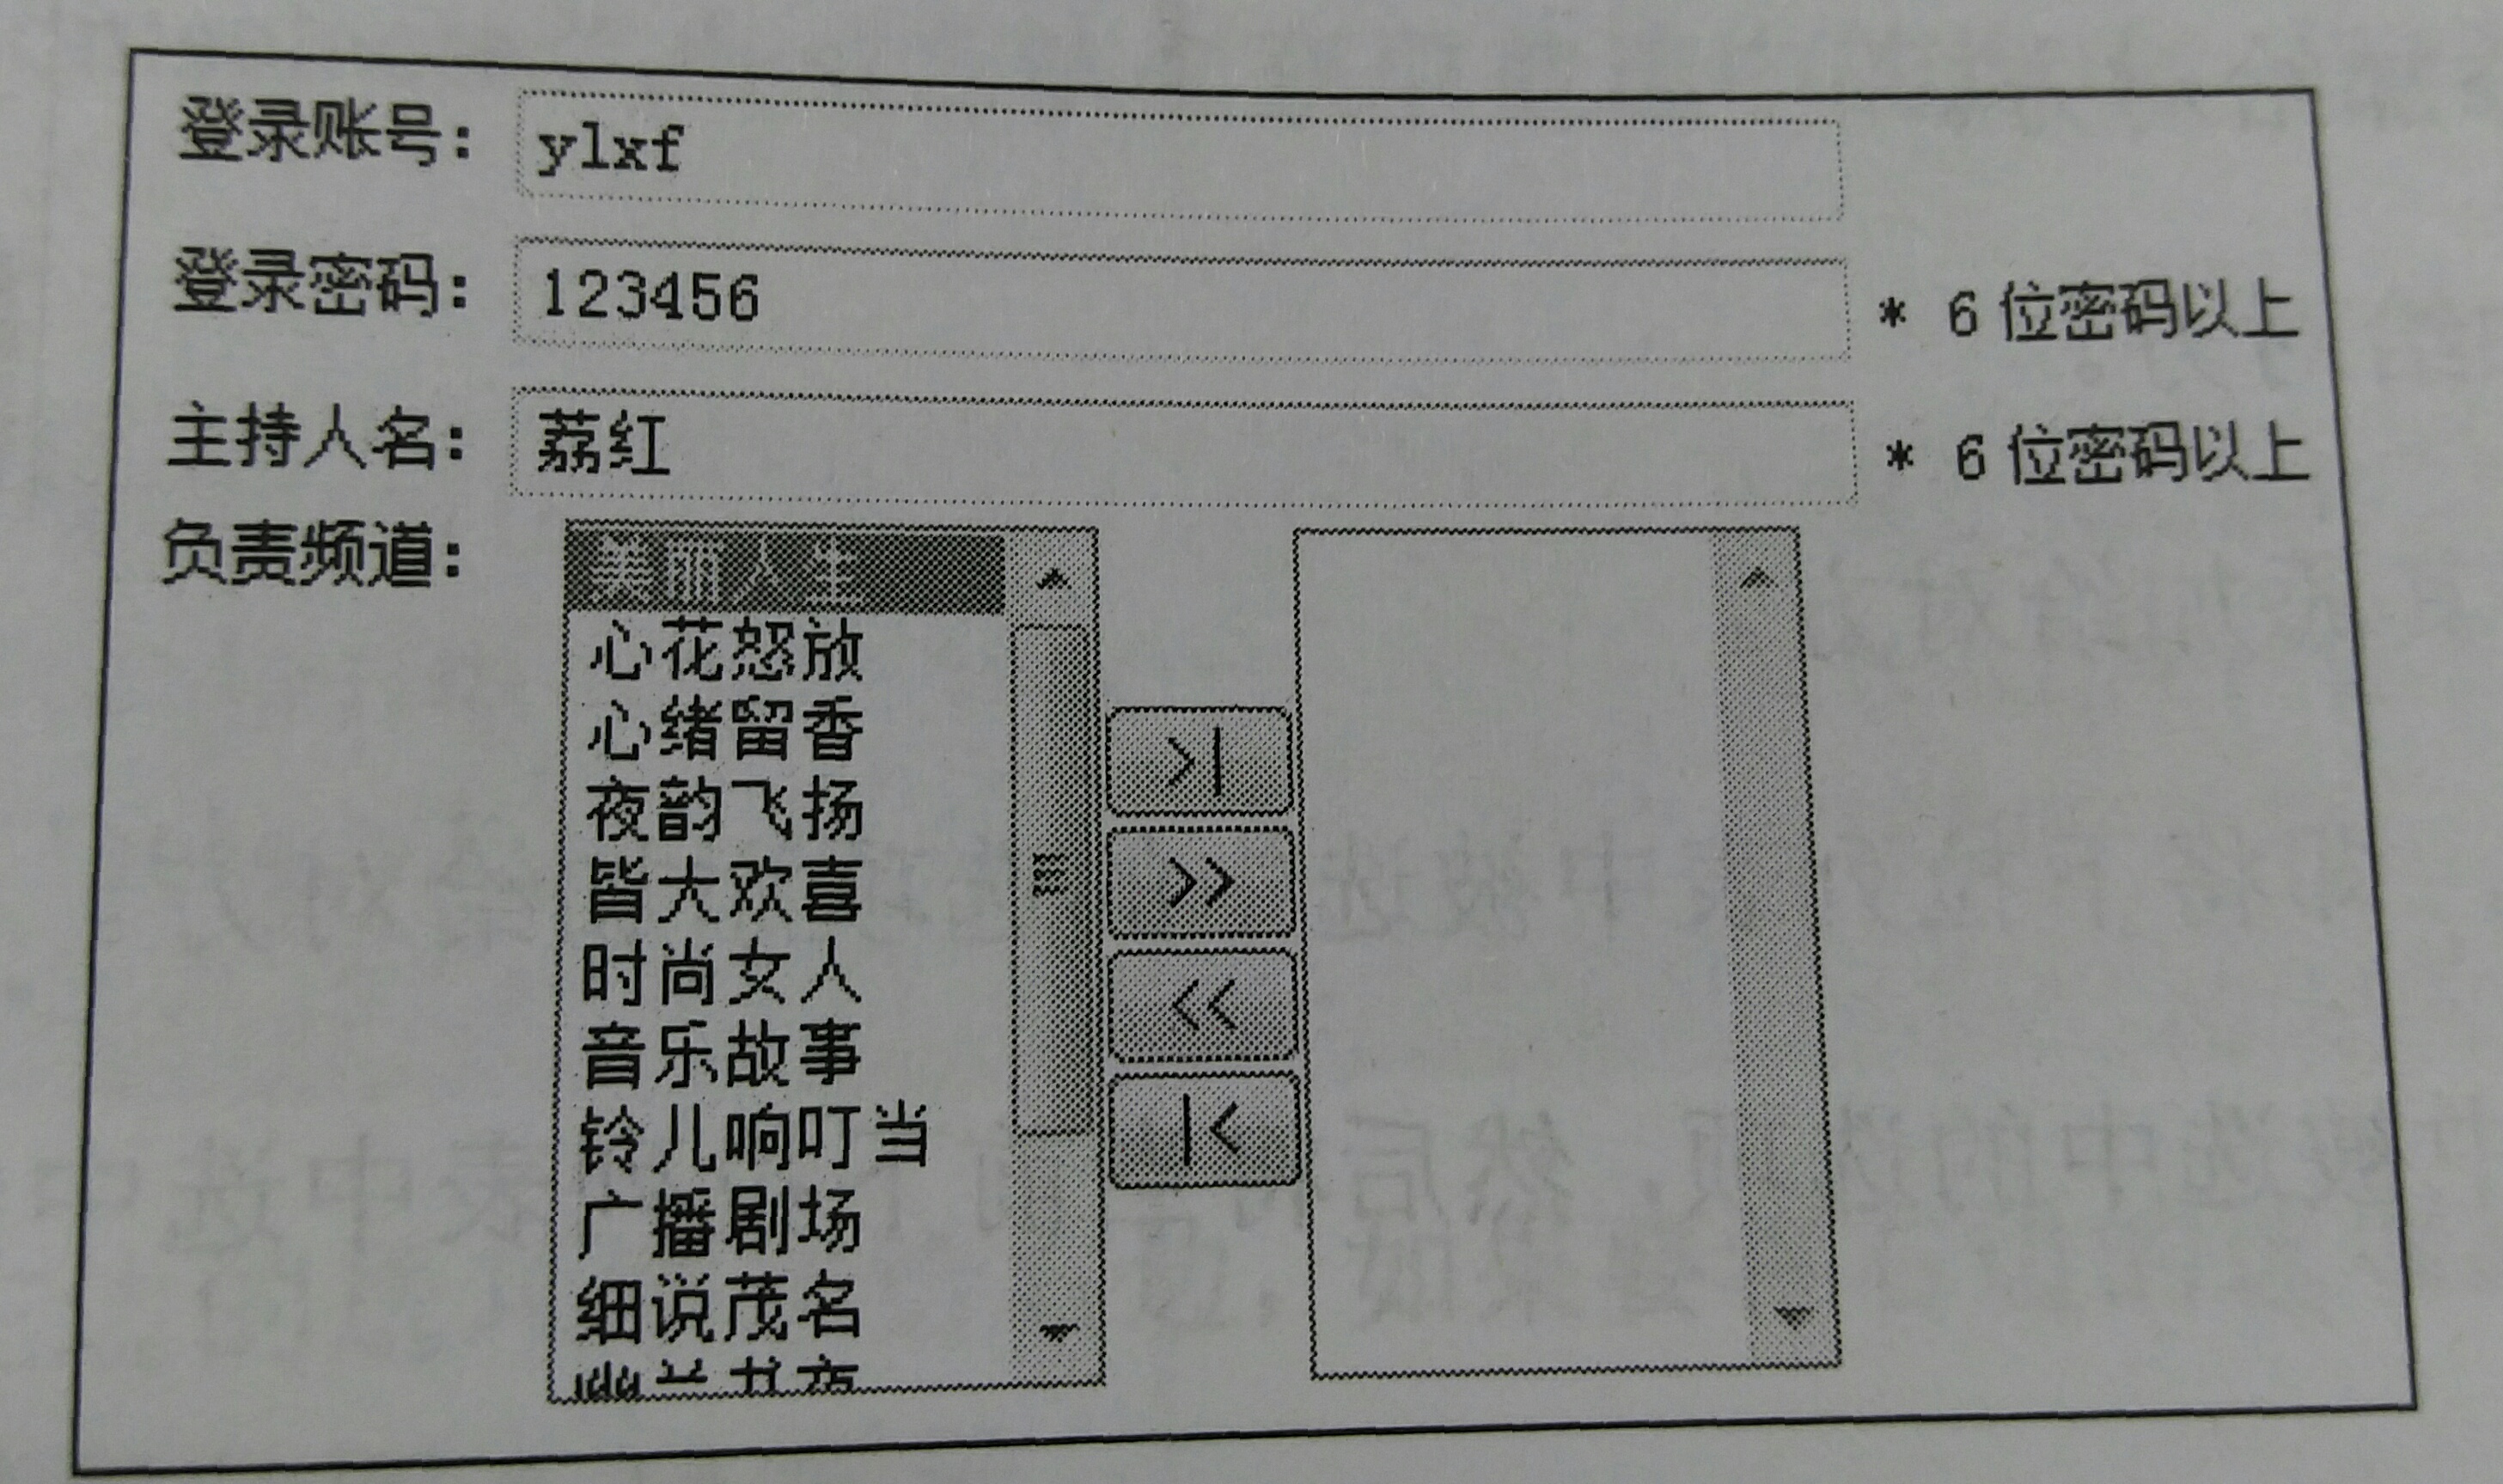 登录账号: ylxf
登录密码: 123456 * 6 位密码以上
主持人名: 荔红 * 6 位密码以上
负责频道:
美丽人生
心花怒放
心绪留香
夜韵飞扬
皆大欢喜
时尚女人
音乐故事
铃儿响叮当
广播剧场
细说茂名
>|
>>
<<
|<